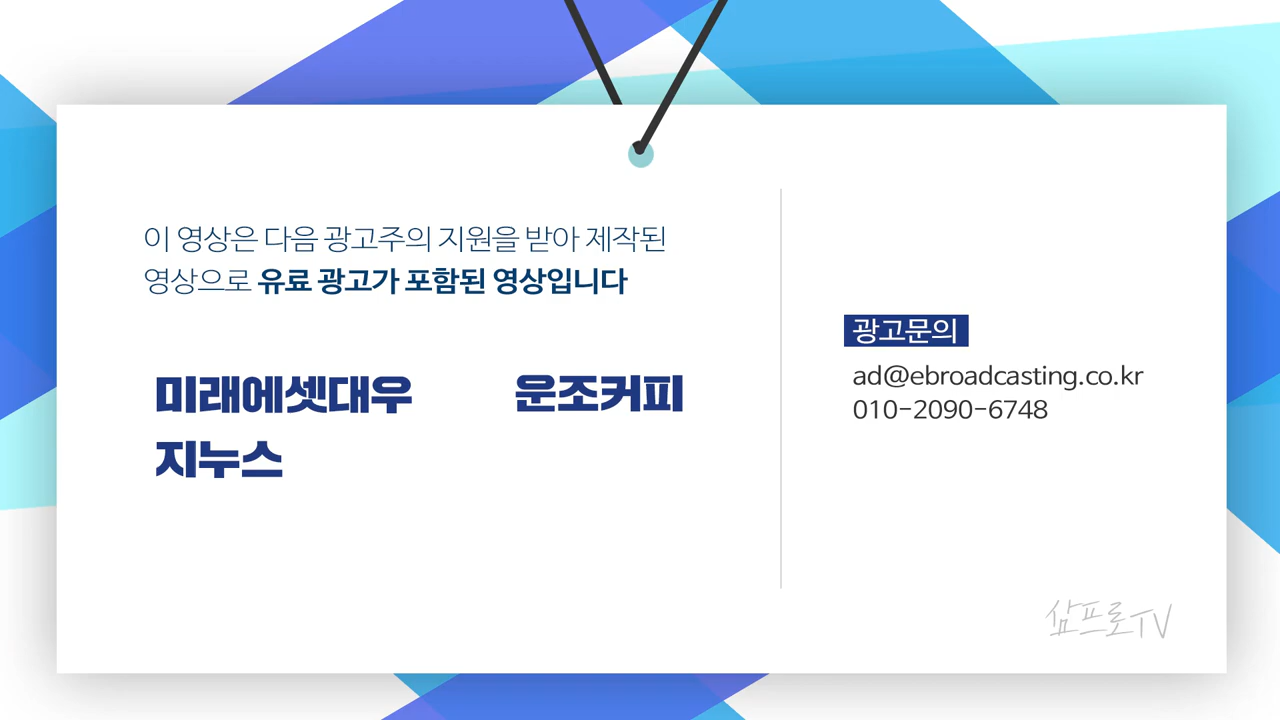 이 영상은 다음 광고주의 지원을 받아 제작된
영상으로 유료 광고가 포함된 영상입니다
미래에셋대우 운조커피
지누스
광고문의
ad@ebroadcasting.co.kr
010-2090-6748
삼프로TV